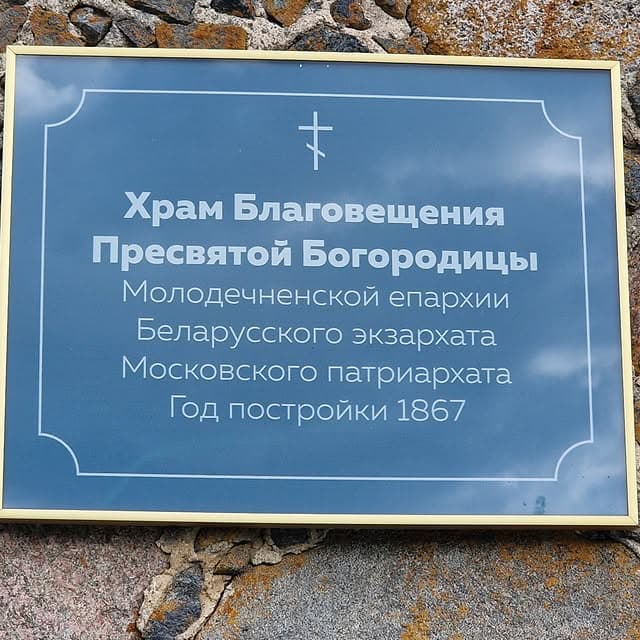 Храм Благовещения
Пресвятой Богородицы
Молодечненской епархии
Беларусского экзархата
Московского патриархата
Год постройки 1867